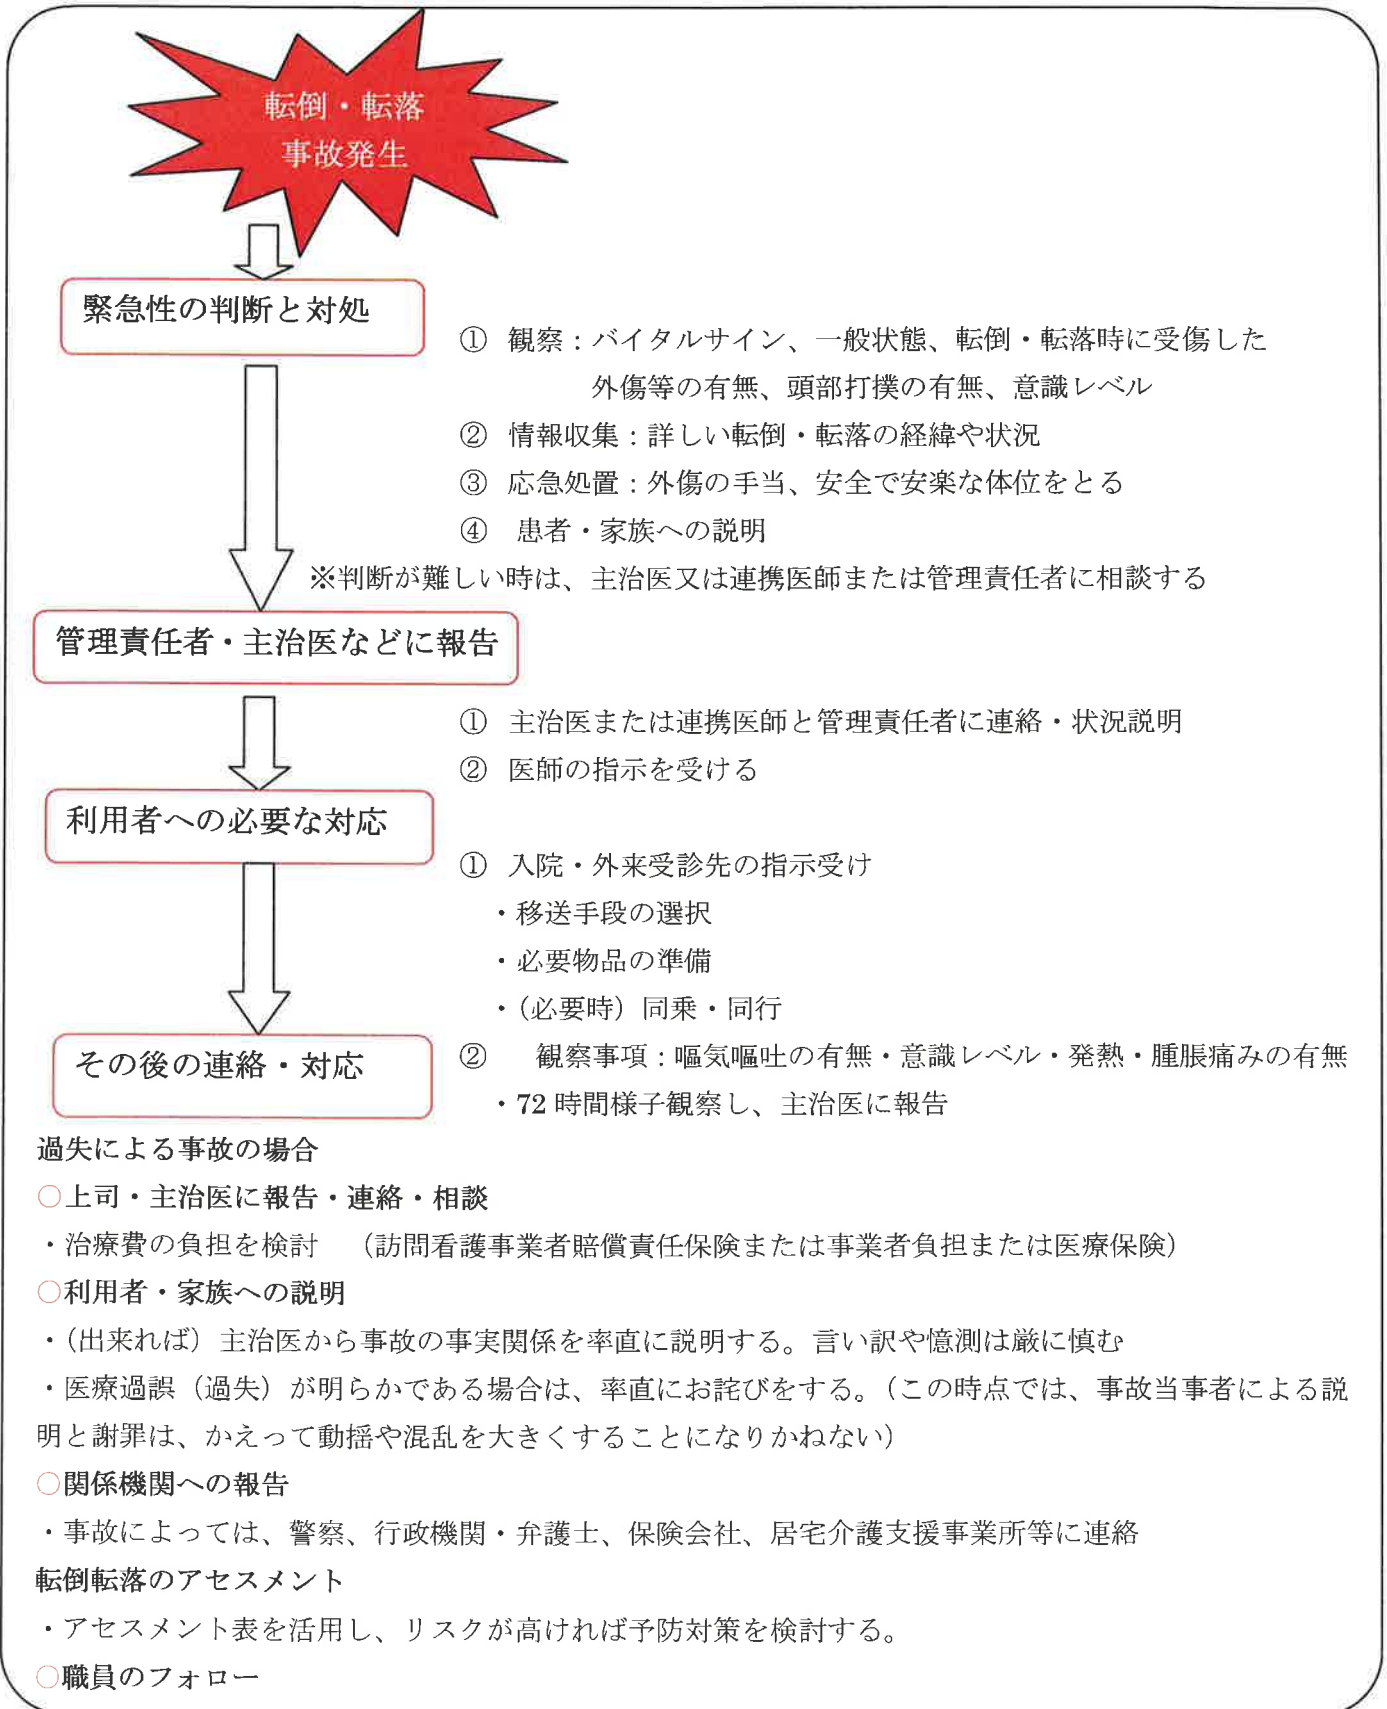 転倒・転落
事故発生
緊急性の判断と対処
① 観察：バイタルサイン、一般状態、転倒・転落時に受傷した
外傷等の有無、頭部打撲の有無、意識レベル
② 情報収集：詳しい転倒・転落の経緯や状況
③ 応急処置：外傷の手当、安全で安楽な体位をとる
④ 患者・家族への説明
※判断が難しい時は、主治医又は連携医師または管理責任者に相談する
管理責任者・主治医などに報告
① 主治医または連携医師と管理責任者に連絡・状況説明
② 医師の指示を受ける
利用者への必要な対応
① 入院・外来受診先の指示受け
・移送手段の選択
・必要物品の準備
・（必要時）同乗・同行
その後の連絡・対応
② 観察事項：嘔気嘔吐の有無・意識レベル・発熱・腫脹痛みの有無
・72 時間様子観察し、主治医に報告
過失による事故の場合
○上司・主治医に報告・連絡・相談
・治療費の負担を検討 （訪問看護事業者賠償責任保険または事業者負担または医療保険）
○利用者・家族への説明
・（出来れば）主治医から事故の事実関係を率直に説明する。言い訳や憶測は厳に慎む
・医療過誤（過失）が明らかである場合は、率直にお詫びをする。（この時点では、事故当事者による説
明と謝罪は、かえって動揺や混乱を大きくすることになりかねない）
○関係機関への報告
・事故によっては、警察、行政機関・弁護士、保険会社、居宅介護支援事業所等に連絡
転倒転落のアセスメント
・アセスメント表を活用し、リスクが高ければ予防対策を検討する。
○職員のフォロー